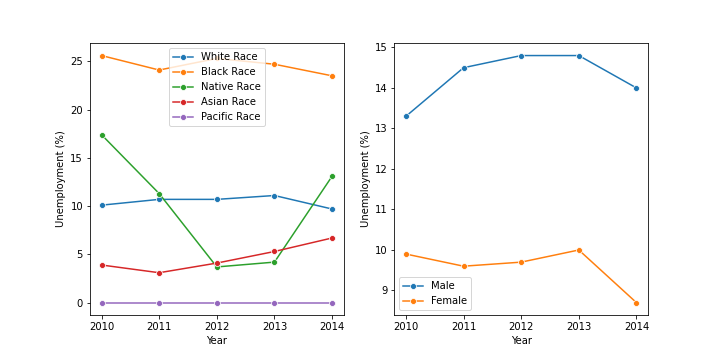 25
20
15
10
5
0
Unemployment (%)
2010 2011 2012 2013 2014
Year
White Race
Black Race
Native Race
Asian Race
Pacific Race
15
14
13
12
11
10
9
Unemployment (%)
2010 2011 2012 2013 2014
Year
Male
Female